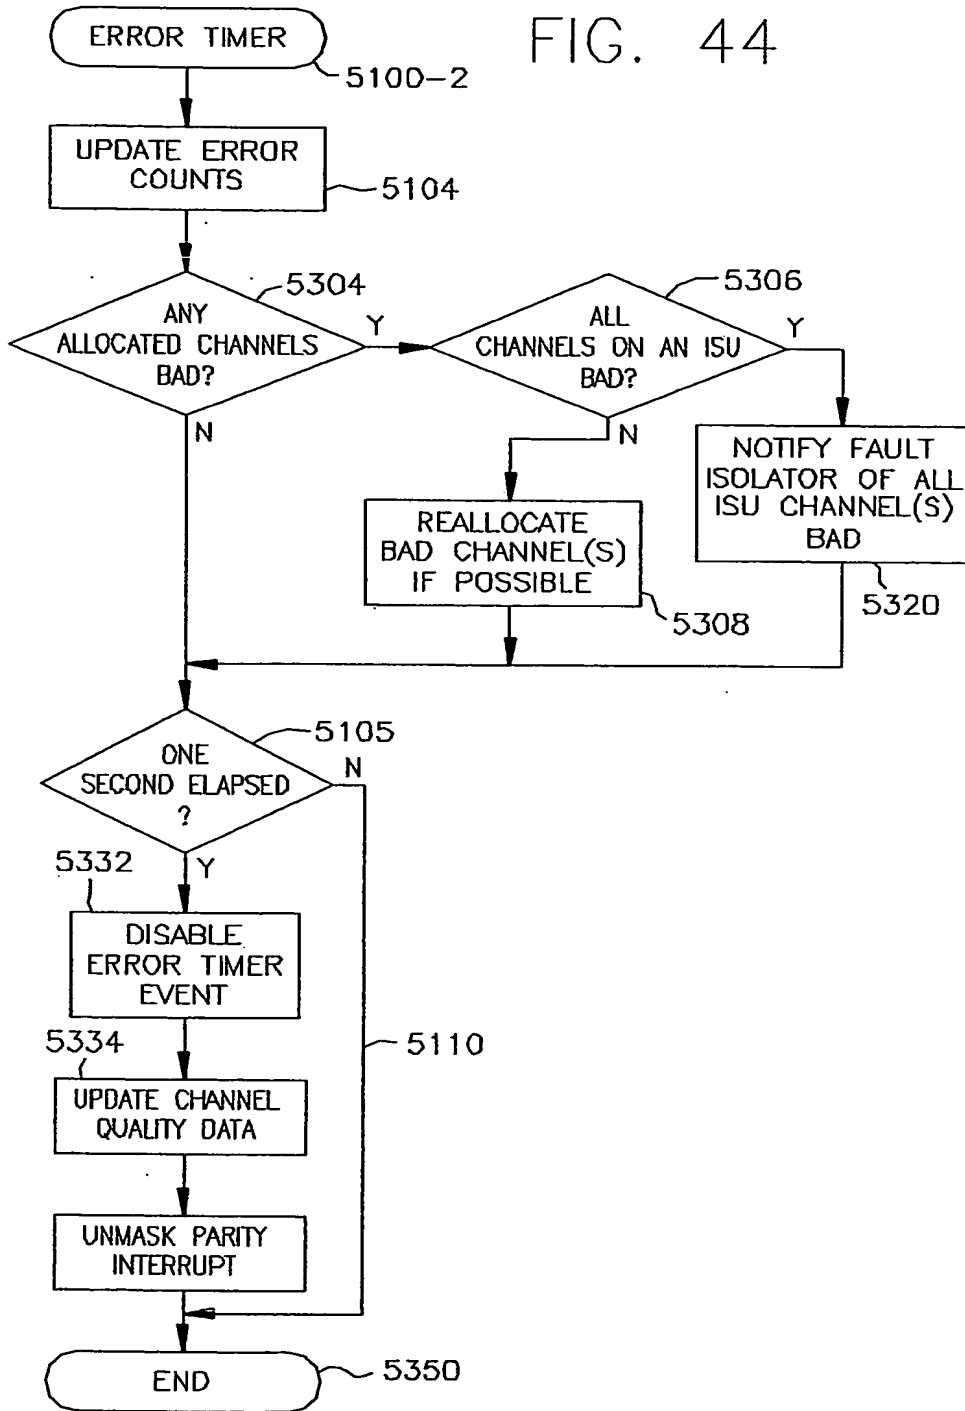 FIG. 44
ERROR TIMER
5100-2
UPDATE ERROR
COUNTS
5104
5304
ANY
ALLOCATED CHANNELS
BAD?
Y
N
5306
ALL
CHANNELS ON AN ISU
BAD?
Y
N
NOTIFY FAULT
ISOLATOR OF ALL
ISU CHANNEL(S)
BAD
5320
REALLOCATE
BAD CHANNEL(S)
IF POSSIBLE
5308
5105
ONE
SECOND ELAPSED
?
N
Y
5332
DISABLE
ERROR TIMER
EVENT
5110
5334
UPDATE CHANNEL
QUALITY DATA
UNMASK PARITY
INTERRUPT
END
5350